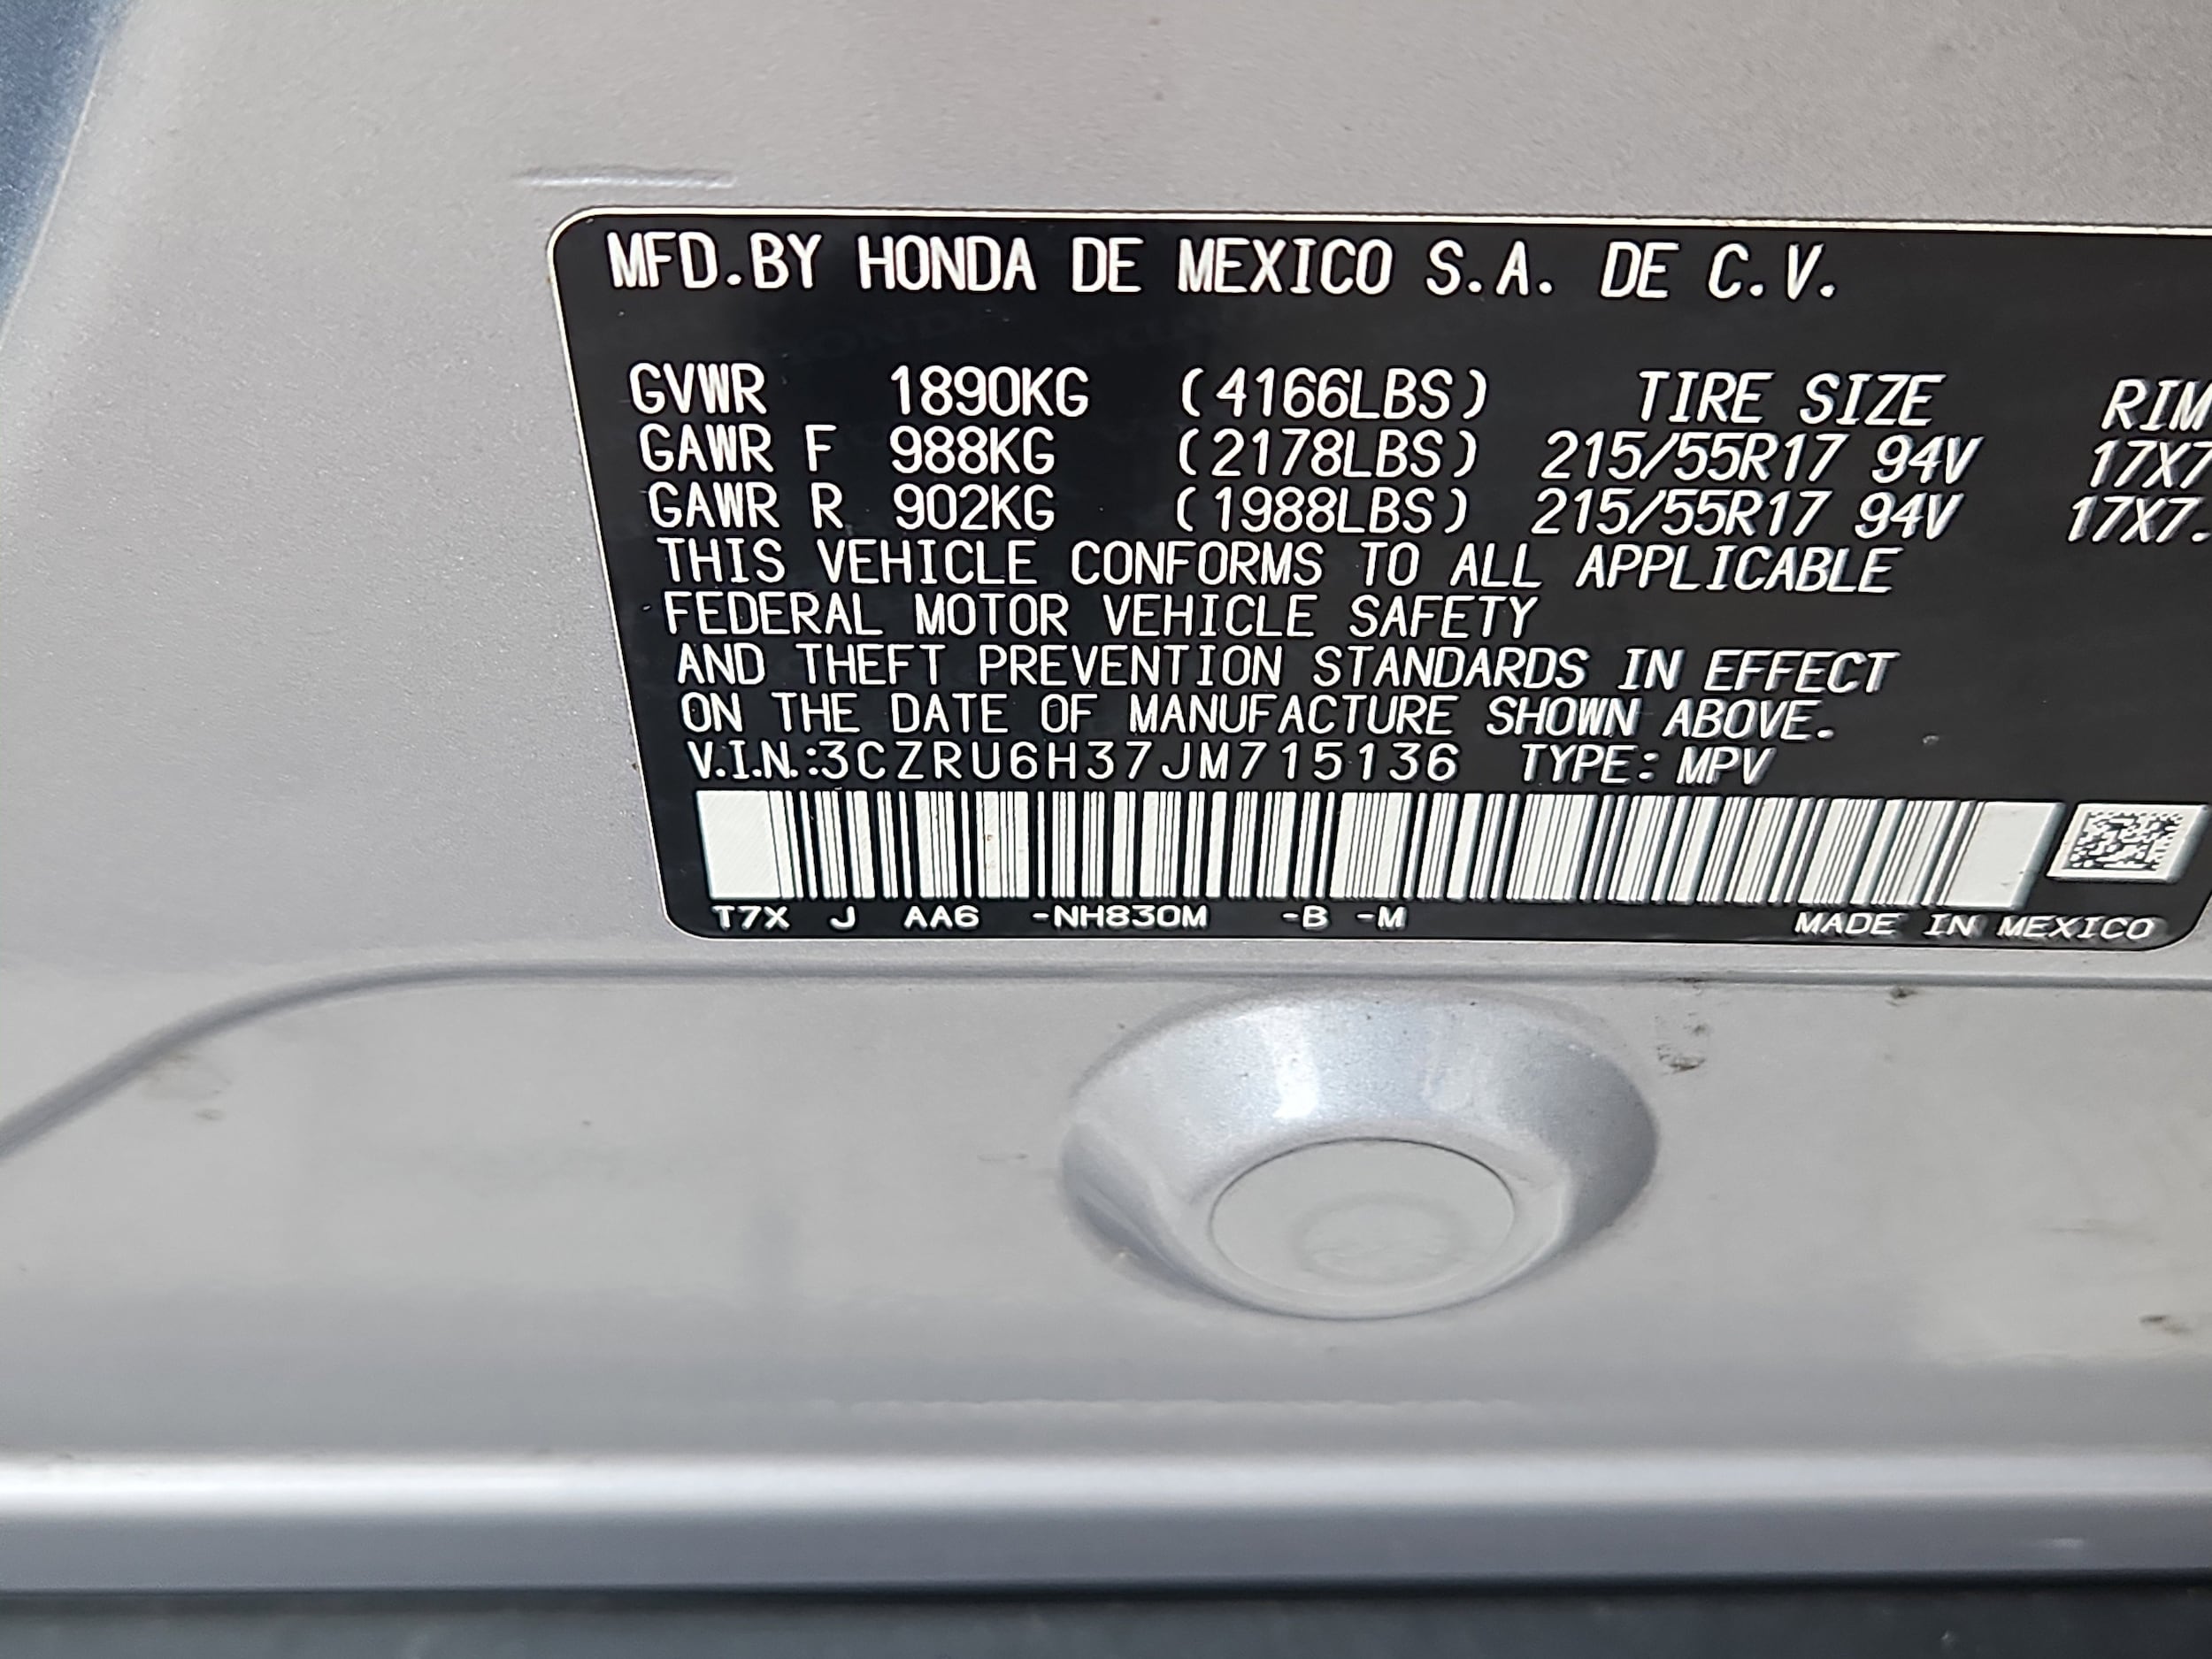 MFD.BY HONDA DE MEXICO S.A. DE C.V.
GVWR 1890KG (4166LBS) TIRE SIZE RIM
GAWR F 988KG (2178LBS) 215/55R17 94V 17X7
GAWR R 902KG (1988LBS) 215/55R17 94V 17X7.
THIS VEHICLE CONFORMS TO ALL APPLICABLE
FEDERAL MOTOR VEHICLE SAFETY
AND THEFT PREVENTION STANDARDS IN EFFECT
ON THE DATE OF MANUFACTURE SHOWN ABOVE.
V.I.N.:3CZRU6H37JM715136 TYPE: MPV
T7X J AA6 -NH830M -B -M MADE IN MEXICO